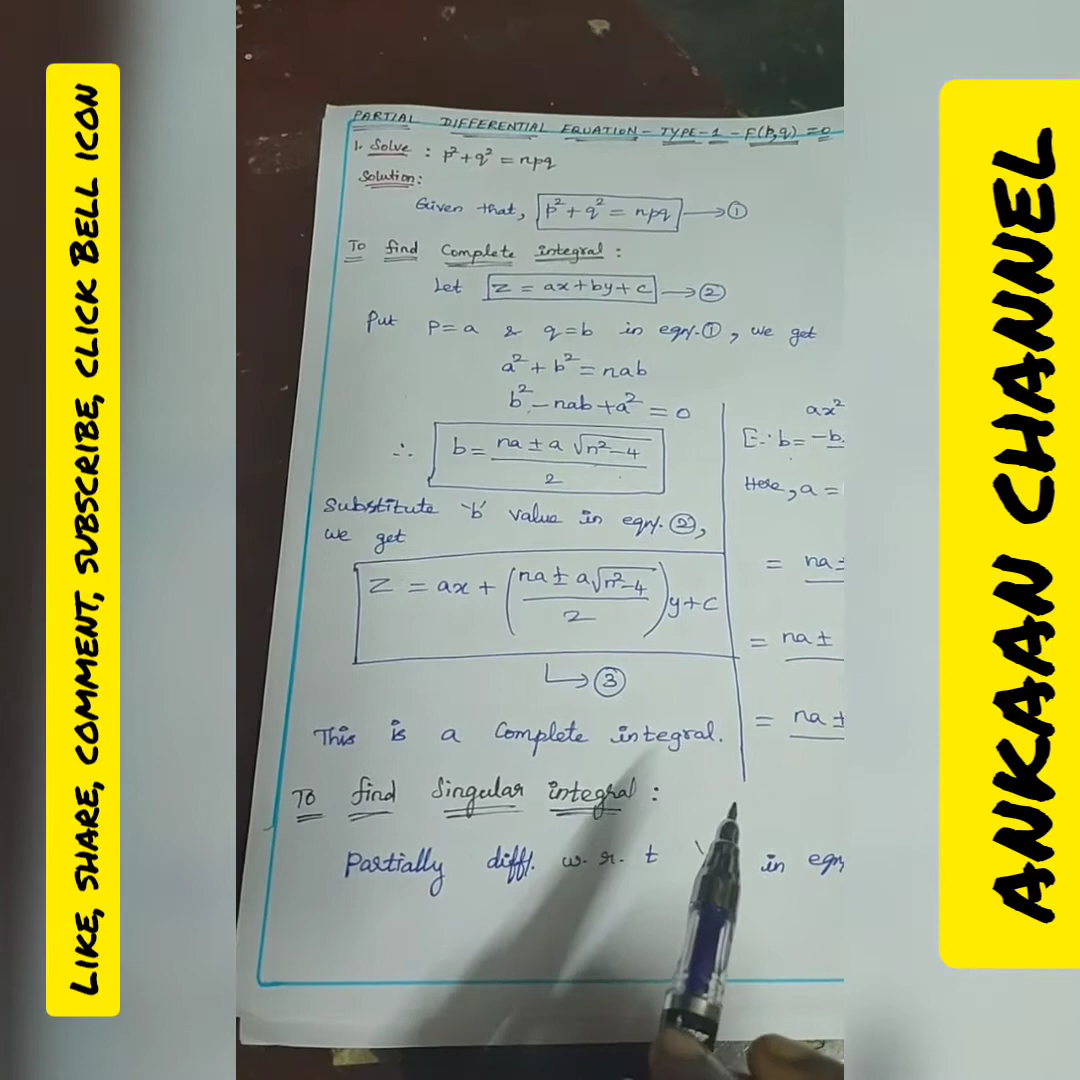 LIKE, SHARE, COMMENT, SUBSCRIBE, CLICK BELL ICON
PARTIAL DIFFERENTIAL EQUATION - TYPE-1 - F(p,q) = 0
1. Solve : p² + q² = npq
Solution:
Given that, p² + q² = npq → ①
To find Complete integral :
Let z = ax + by + c → ②
Put p = a & q = b in eqn. ①, we get
a² + b² = nab
b² - nab + a² = 0
∴ b = (na ± a √n²-4)/2
Substitute 'b' value in eqn. ②,
we get
Z = ax + ((na ± a√n²-4)/2) y + c
→ ③
This is a Complete integral.
ax²
[∵ b = -b
Here, a =
= na ±
= na ±
= na ±
To find Singular integral :
Partially diff. w. r. t in eqn
ANKAAN CHANNEL